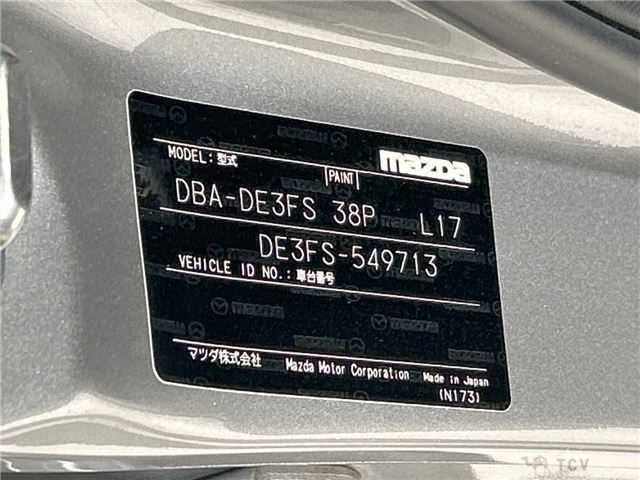 mazda
MODEL:型式 PAINT
DBA-DE3FS 38P L17
DE3FS-549713
VEHICLE ID NO.:車台番号
マツダ株式会社 Mazda Motor Corporation Made in Japan
(N173)
TCV